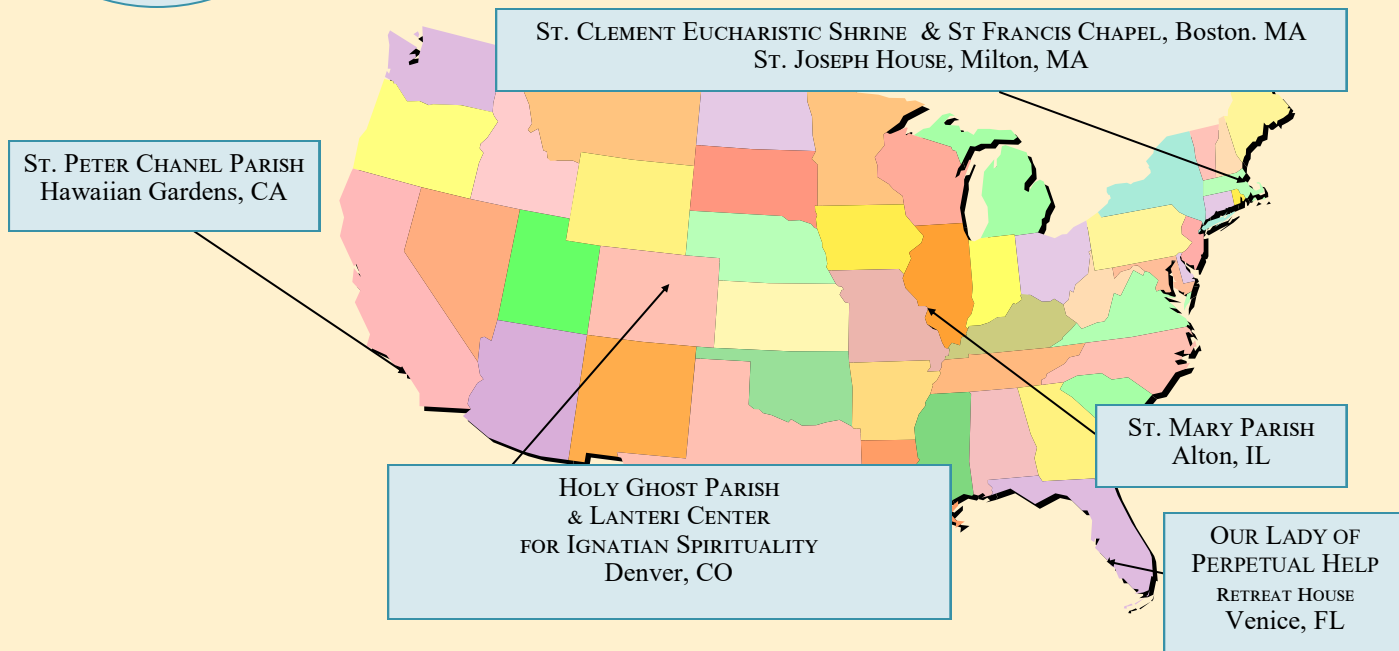 St. Clement Eucharistic Shrine & St Francis Chapel, Boston. MA
St. Joseph House, Milton, MA
St. Peter Chanel Parish
Hawaiian Gardens, CA
St. Mary Parish
Alton, IL
Holy Ghost Parish
& Lanteri Center
for Ignatian Spirituality
Denver, CO
Our Lady of
Perpetual Help
Retreat House
Venice, FL